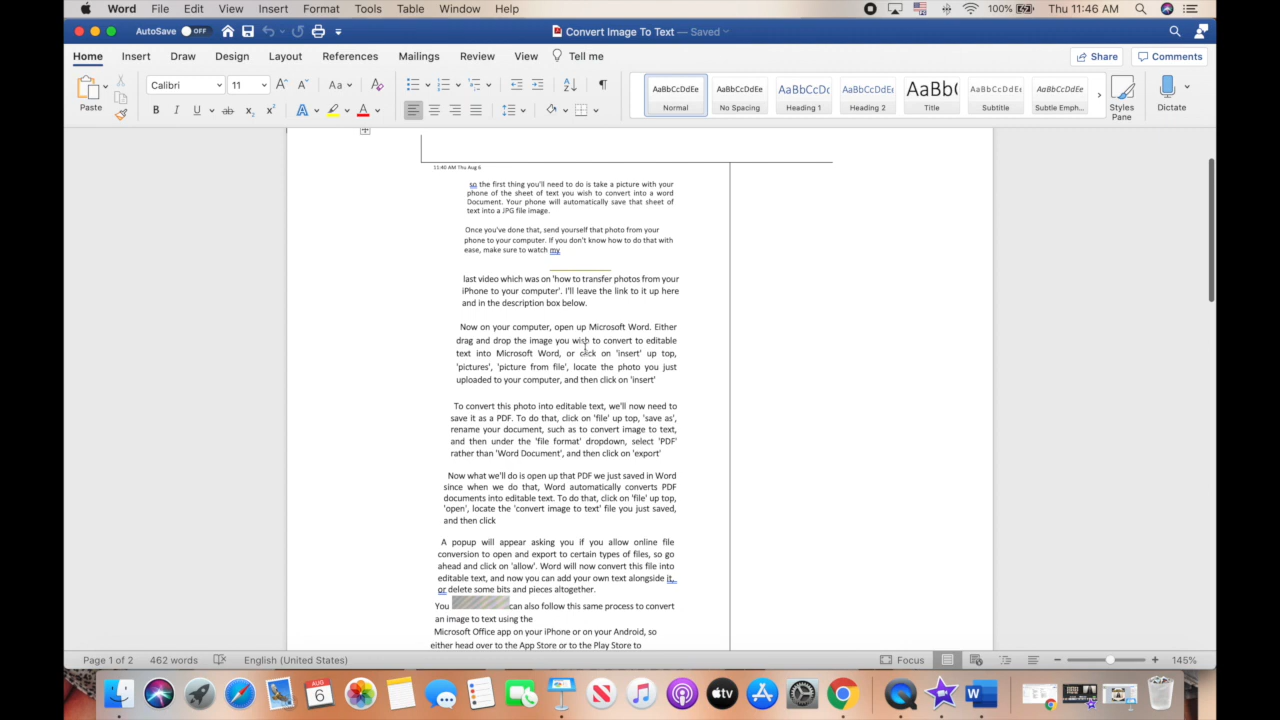 Word File Edit View Insert Format Tools Table Window Help 100% Thu 11:46 AM
AutoSave OFF Convert Image To Text — Saved
Home Insert Draw Design Layout References Mailings Review View Tell me Share Comments
Paste Calibri 11 AaBbCcDdEe Normal AaBbCcDdEe No Spacing AaBbCcDc Heading 1 AaBbCcDdEe Heading 2 AaBb( Title AaBbCcDdEe Subtitle AaBbCcDdEe Subtle Emph... Styles Pane Dictate
11:40 AM Thu Aug 6
so the first thing you'll need to do is take a picture with your
phone of the sheet of text you wish to convert into a word
Document. Your phone will automatically save that sheet of
text into a JPG file image.
Once you've done that, send yourself that photo from your
phone to your computer. If you don't know how to do that with
ease, make sure to watch my
last video which was on 'how to transfer photos from your
iPhone to your computer'. I'll leave the link to it up here
and in the description box below.
Now on your computer, open up Microsoft Word. Either
drag and drop the image you wish to convert to editable
text into Microsoft Word, or click on 'insert' up top,
'pictures', 'picture from file', locate the photo you just
uploaded to your computer, and then click on 'insert'
To convert this photo into editable text, we'll now need to
save it as a PDF. To do that, click on 'file' up top, 'save as',
rename your document, such as to convert image to text,
and then under the 'file format' dropdown, select 'PDF'
rather than 'Word Document', and then click on 'export'
Now what we'll do is open up that PDF we just saved in Word
since when we do that, Word automatically converts PDF
documents into editable text. To do that, click on 'file' up top,
'open', locate the 'convert image to text' file you just saved,
and then click
A popup will appear asking you if you allow online file
conversion to open and export to certain types of files, so go
ahead and click on 'allow'. Word will now convert this file into
editable text, and now you can add your own text alongside it,
or delete some bits and pieces altogether.
You can also follow this same process to convert
an image to text using the
Microsoft Office app on your iPhone or on your Android, so
either head over to the App Store or to the Play Store to
Page 1 of 2 462 words English (United States) Focus 145%
AUG 6 tv W